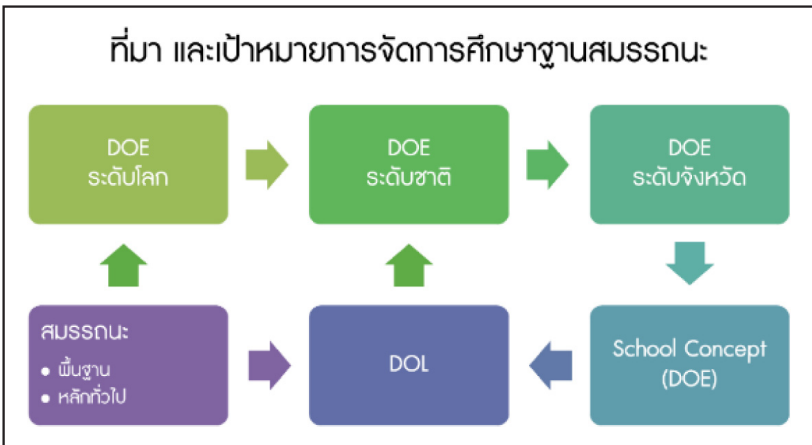 ที่มา และเป้าหมายการจัดการศึกษาฐานสมรรถนะ
DOE
ระดับโลก
DOE
ระดับชาติ
DOE
ระดับจังหวัด
สมรรถนะ
• พื้นฐาน
• หลักทั่วไป
DOL
School Concept
(DOE)